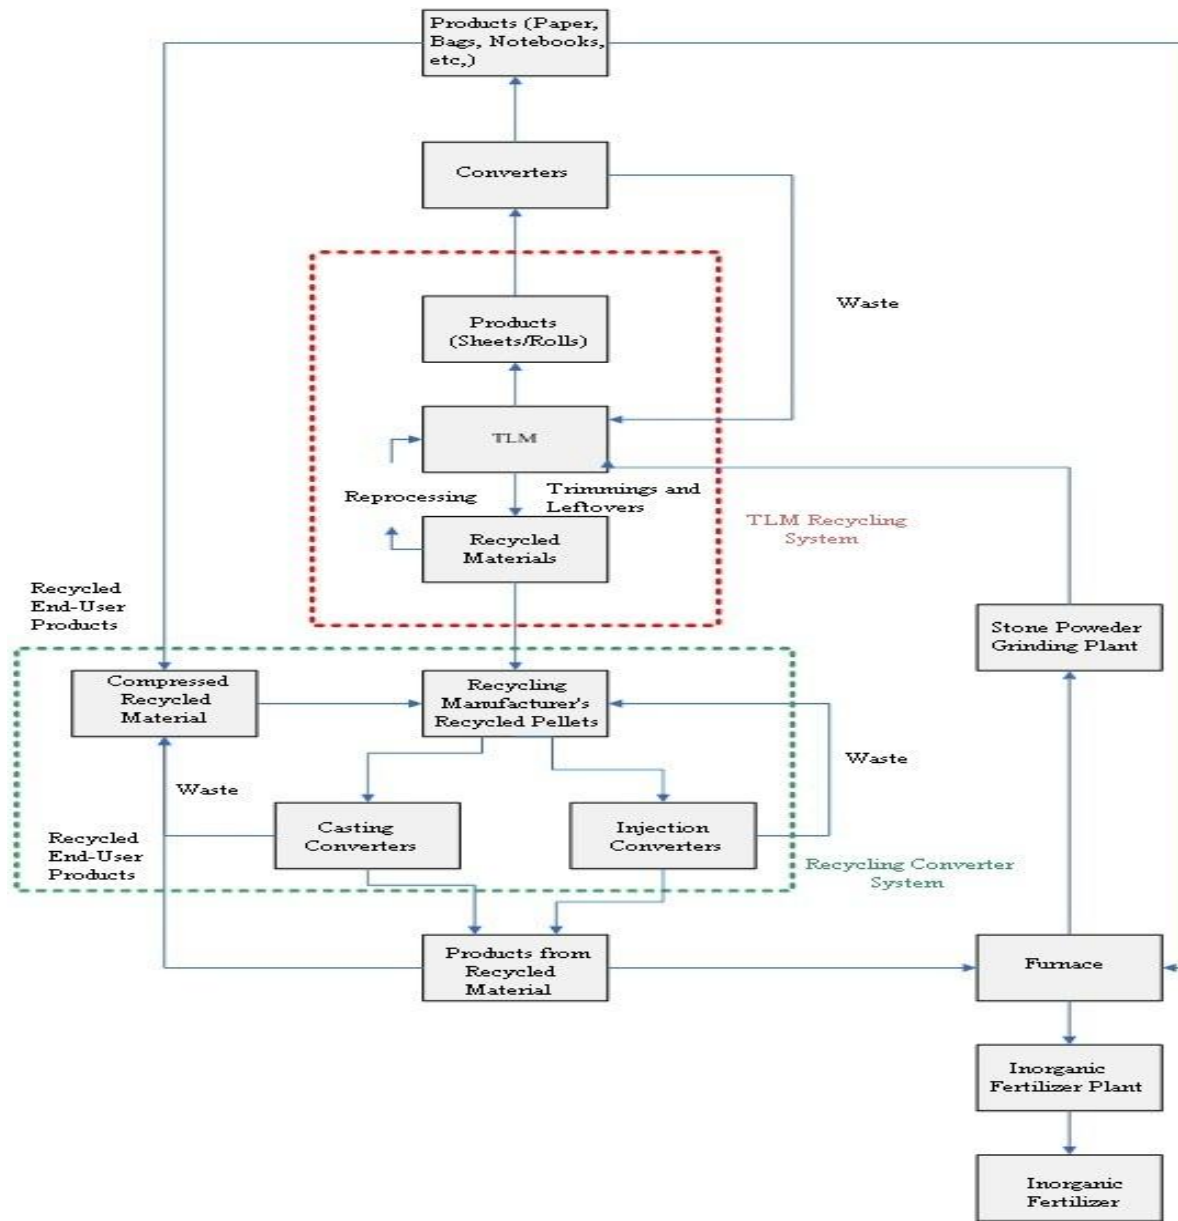 Products (Paper,
Bags, Notebooks,
etc,)
Converters
Waste
Products
(Sheets/Rolls)
TLM
Reprocessing
Trimmings and
Leftovers
Recycled
Materials
TLM Recycling
System
Recycled
End-User
Products
Stone Poweder
Grinding Plant
Compressed
Recycled
Material
Recycling
Manufacturer's
Recycled Pellets
Waste
Waste
Casting
Converters
Injection
Converters
Recycled
End-User
Products
Recycling Converter
System
Products from
Recycled
Material
Furnace
Inorganic
Fertilizer Plant
Inorganic
Fertilizer